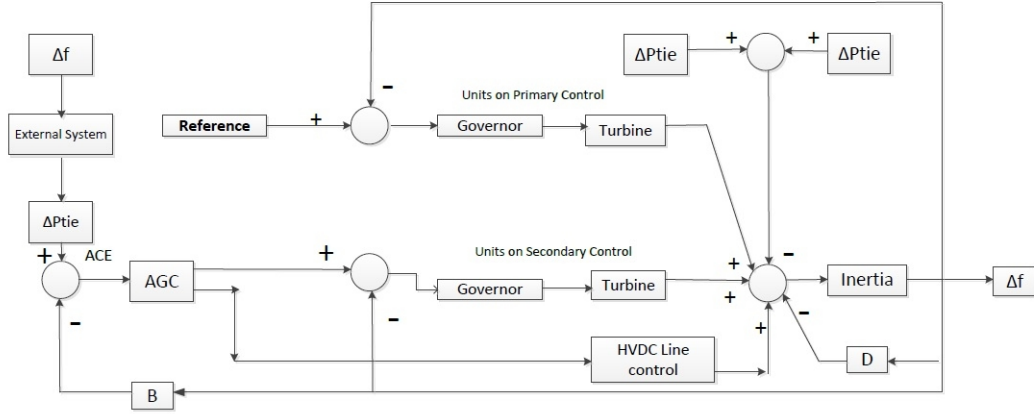 Δf
ΔPtie
+
+
ΔPtie
-
Units on Primary Control
External System
Reference
+
Governor
Turbine
ΔPtie
+
ACE
+
Units on Secondary Control
-
AGC
+
+
Governor
Turbine
Inertia
Δf
-
-
-
+
HVDC Line
control
D
B